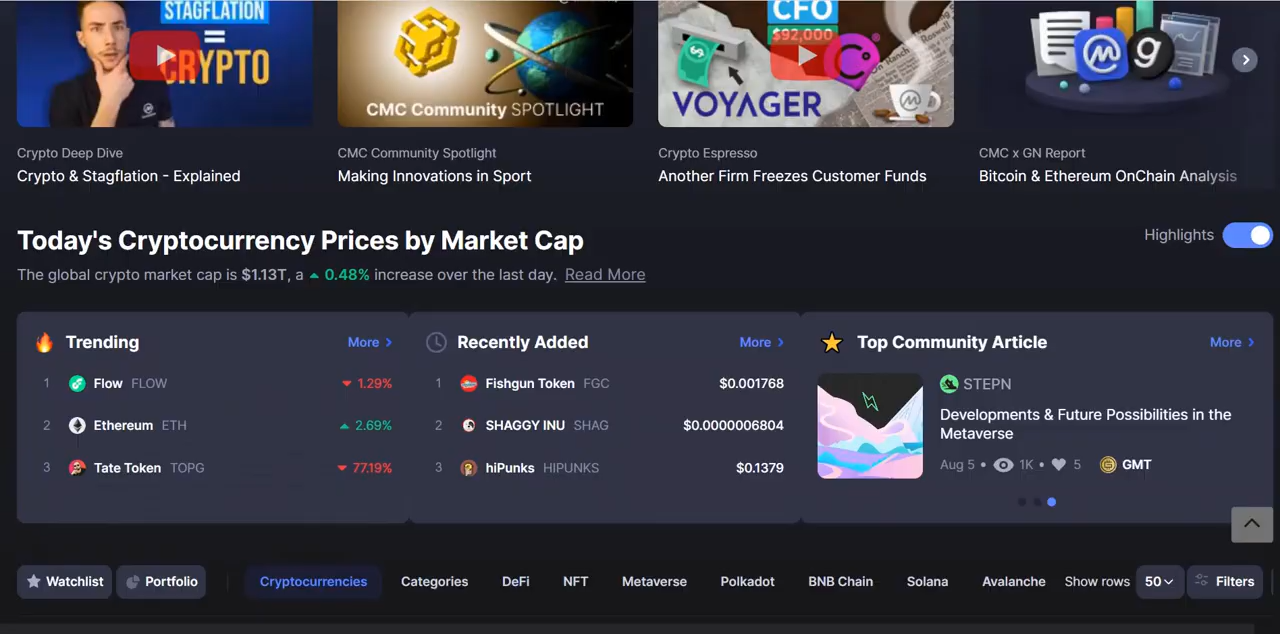 STAGFLATION
=
CRYPTO
CMC Community SPOTLIGHT
CFO
$92,000
VOYAGER
Crypto Deep Dive
Crypto & Stagflation - Explained
CMC Community Spotlight
Making Innovations in Sport
Crypto Espresso
Another Firm Freezes Customer Funds
CMC x GN Report
Bitcoin & Ethereum OnChain Analysis
Today's Cryptocurrency Prices by Market Cap
Highlights
The global crypto market cap is $1.13T, a 0.48% increase over the last day. Read More
Trending
More
1 Flow FLOW 1.29%
2 Ethereum ETH 2.69%
3 Tate Token TOPG 77.19%
Recently Added
More
1 Fishgun Token FGC $0.001768
2 SHAGGY INU SHAG $0.0000006804
3 hiPunks HIPUNKS $0.1379
Top Community Article
More
STEPN
Developments & Future Possibilities in the
Metaverse
Aug 5 • 1K • 5 GMT
Watchlist Portfolio Cryptocurrencies Categories DeFi NFT Metaverse Polkadot BNB Chain Solana Avalanche Show rows 50 Filters